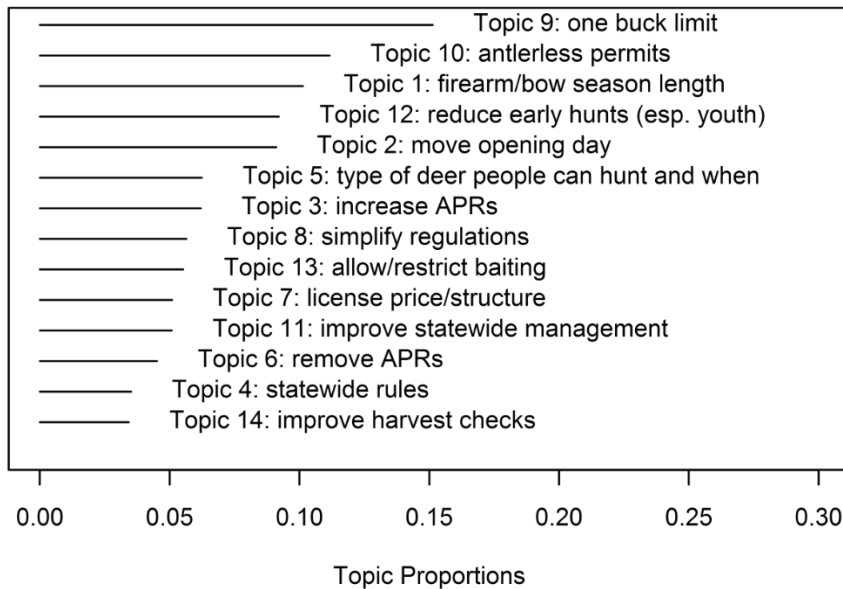 Topic 9: one buck limit
Topic 10: antlerless permits
Topic 1: firearm/bow season length
Topic 12: reduce early hunts (esp. youth)
Topic 2: move opening day
Topic 5: type of deer people can hunt and when
Topic 3: increase APRs
Topic 8: simplify regulations
Topic 13: allow/restrict baiting
Topic 7: license price/structure
Topic 11: improve statewide management
Topic 6: remove APRs
Topic 4: statewide rules
Topic 14: improve harvest checks
0.00 0.05 0.10 0.15 0.20 0.25 0.30
Topic Proportions